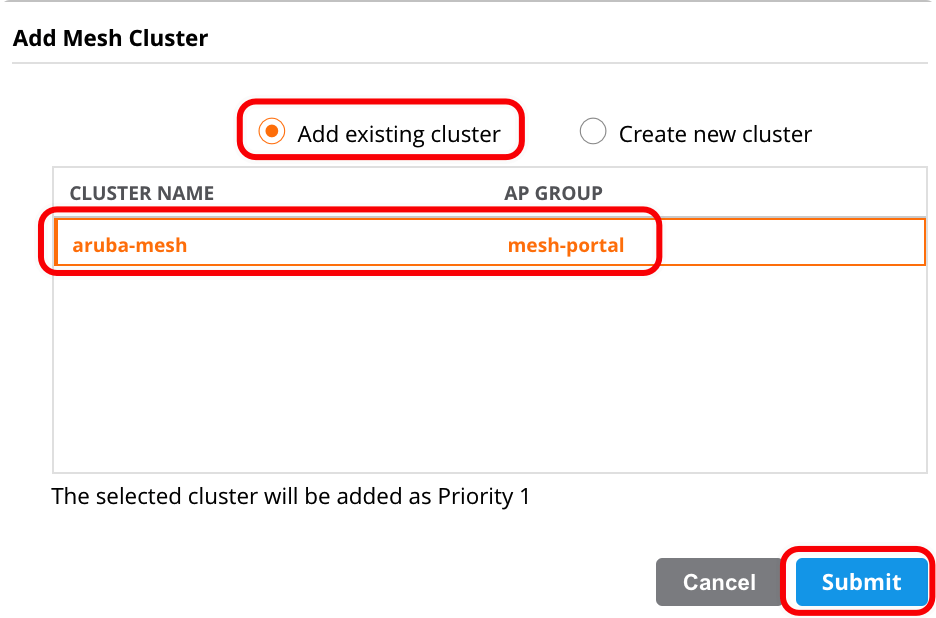 Add Mesh Cluster
Add existing cluster Create new cluster
CLUSTER NAME AP GROUP
aruba-mesh mesh-portal
The selected cluster will be added as Priority 1
Cancel Submit